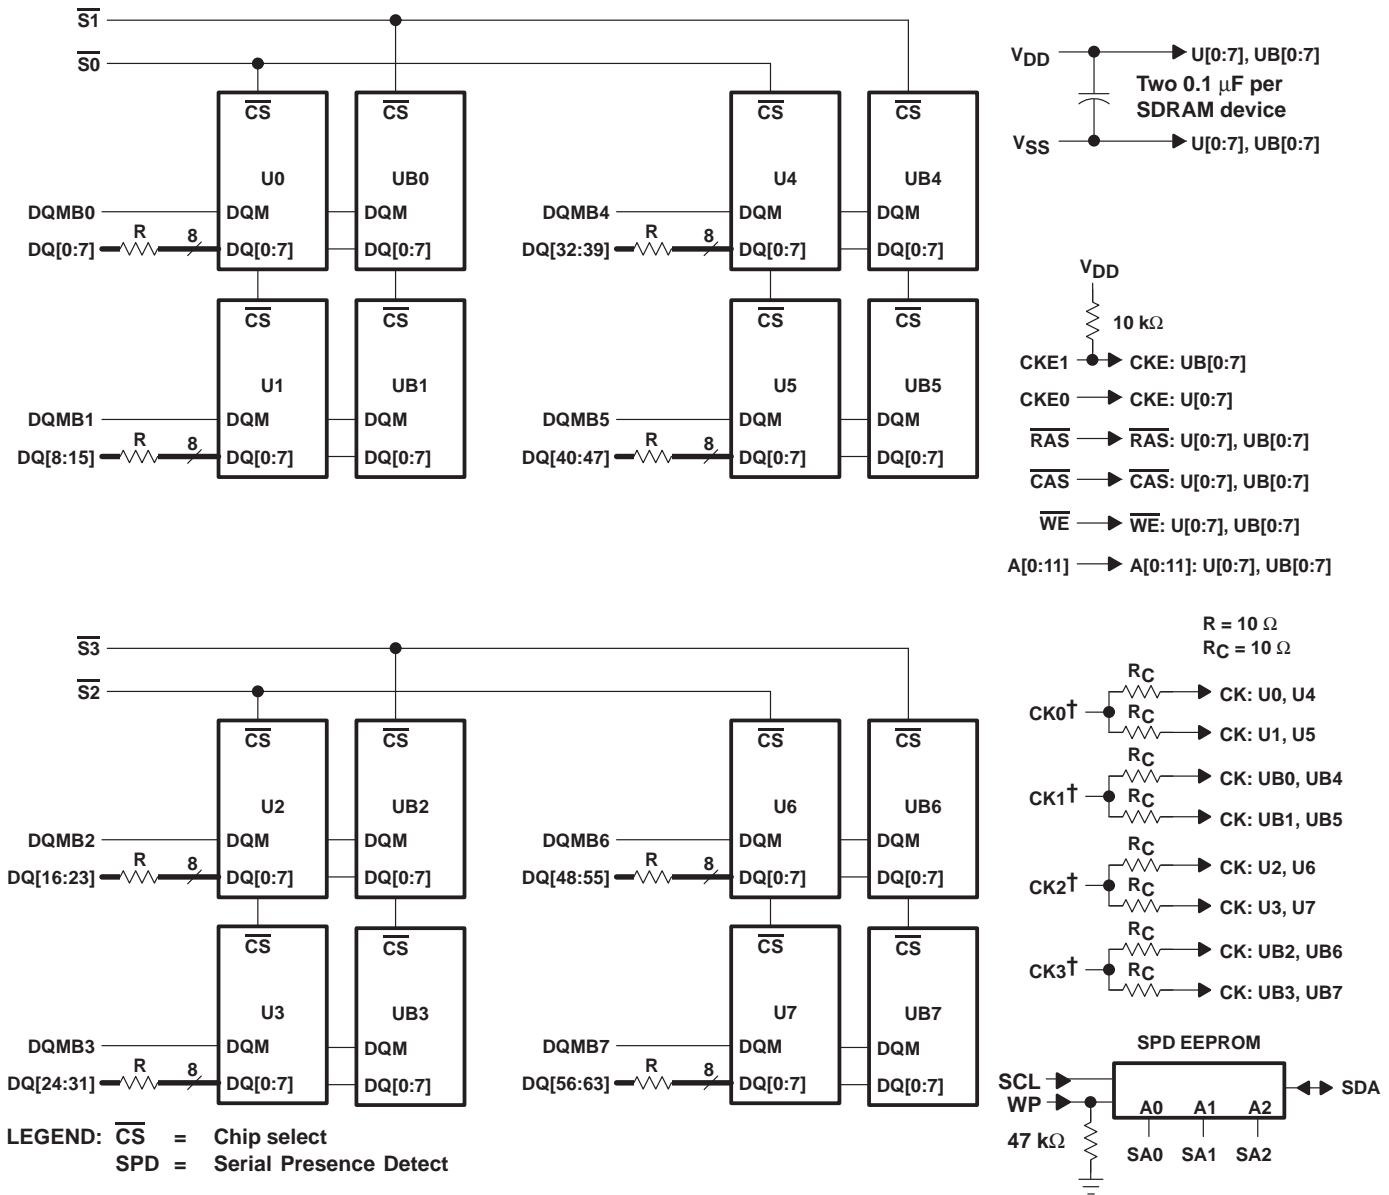 S1
S0
CS CS CS CS
U0 UB0 U4 UB4
DQMB0 DQM DQM DQMB4 DQM DQM
DQ[0:7] R 8 DQ[0:7] DQ[0:7] DQ[32:39] R 8 DQ[0:7] DQ[0:7]
CS CS CS CS
U1 UB1 U5 UB5
DQMB1 DQM DQM DQMB5 DQM DQM
DQ[8:15] R 8 DQ[0:7] DQ[0:7] DQ[40:47] R 8 DQ[0:7] DQ[0:7]
VDD U[0:7], UB[0:7]
Two 0.1 μF per
SDRAM device
VSS U[0:7], UB[0:7]
VDD
10 kΩ
CKE1 CKE: UB[0:7]
CKE0 CKE: U[0:7]
RAS RAS: U[0:7], UB[0:7]
CAS CAS: U[0:7], UB[0:7]
WE WE: U[0:7], UB[0:7]
A[0:11] A[0:11]: U[0:7], UB[0:7]
S3
S2
CS CS CS CS
U2 UB2 U6 UB6
DQMB2 DQM DQM DQMB6 DQM DQM
DQ[16:23] R 8 DQ[0:7] DQ[0:7] DQ[48:55] R 8 DQ[0:7] DQ[0:7]
CS CS CS CS
U3 UB3 U7 UB7
DQMB3 DQM DQM DQMB7 DQM DQM
DQ[24:31] R 8 DQ[0:7] DQ[0:7] DQ[56:63] R 8 DQ[0:7] DQ[0:7]
R = 10 Ω
RC = 10 Ω
RC CK: U0, U4
CK0†
RC CK: U1, U5
RC CK: UB0, UB4
CK1†
RC CK: UB1, UB5
RC CK: U2, U6
CK2†
RC CK: U3, U7
RC CK: UB2, UB6
CK3†
RC CK: UB3, UB7
SPD EEPROM
SCL SDA
WP
A0 A1 A2
47 kΩ
SA0 SA1 SA2
LEGEND: CS = Chip select
SPD = Serial Presence Detect